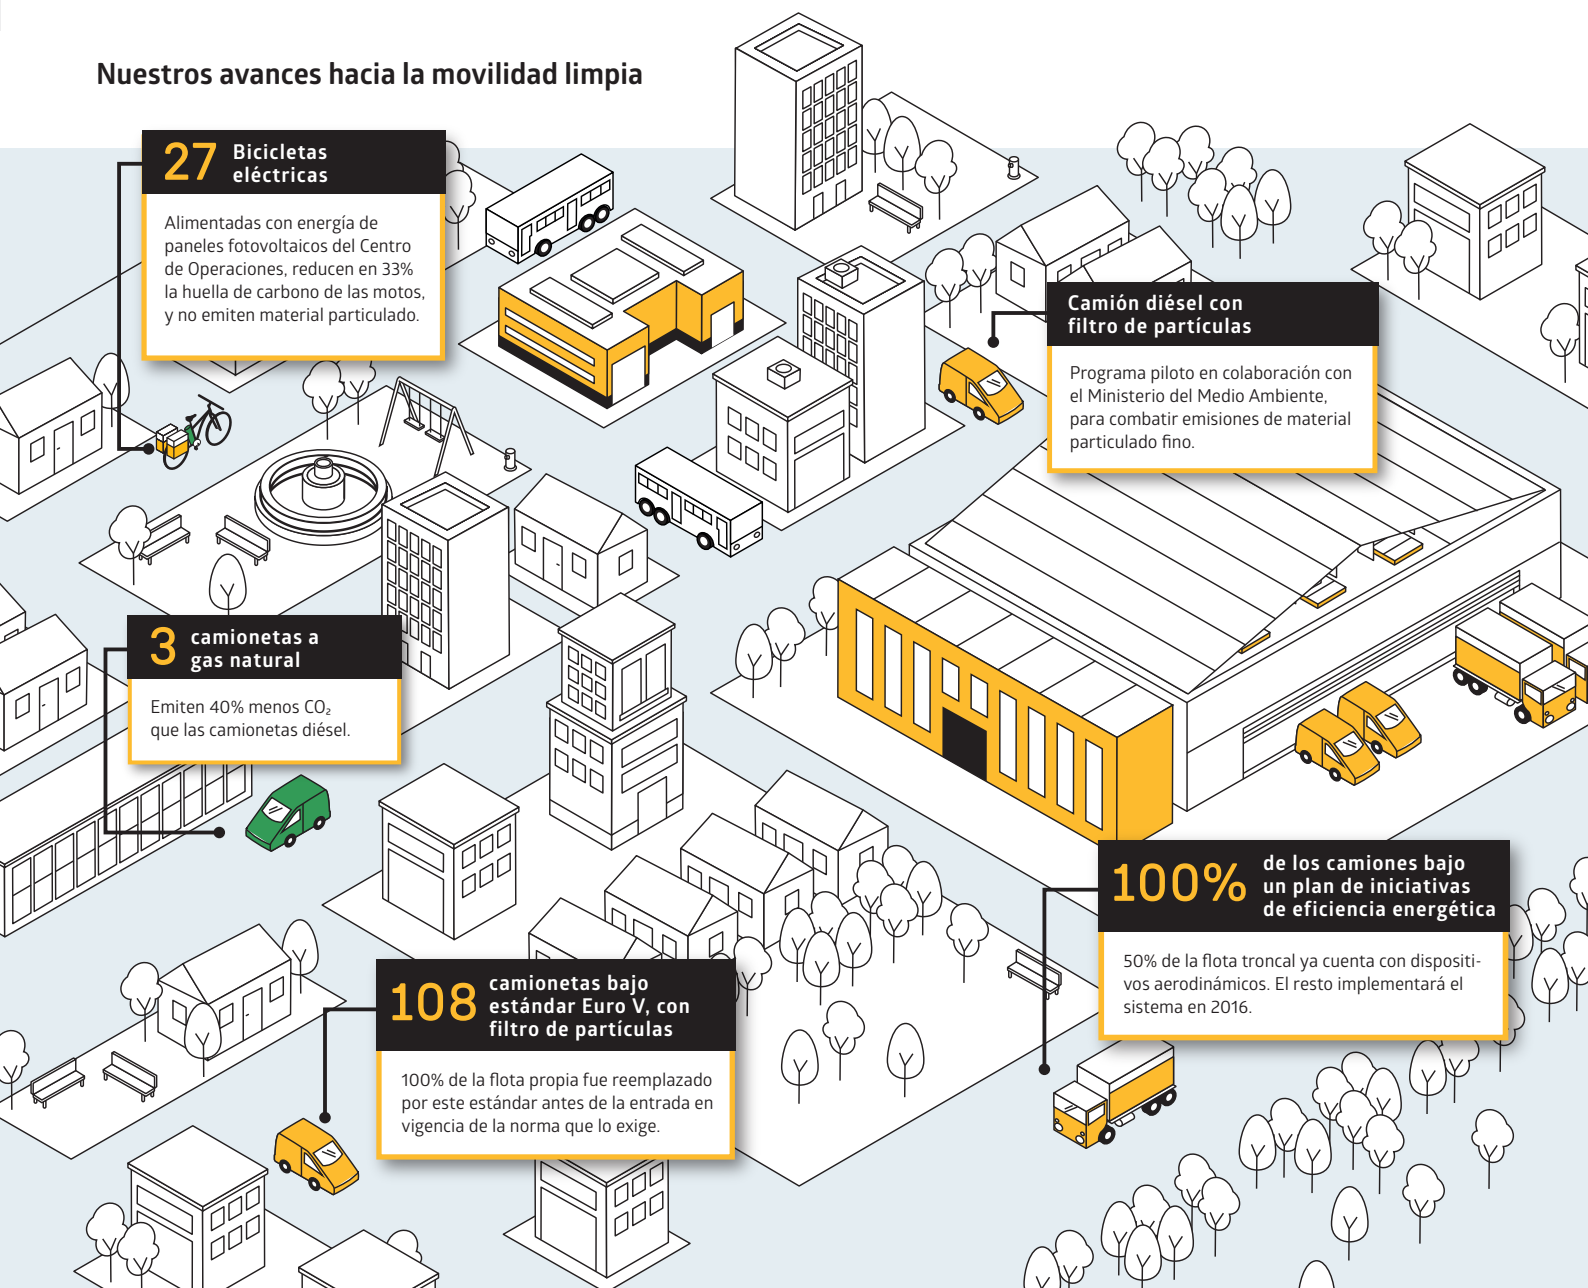 Nuestros avances hacia la movilidad limpia
27 Bicicletas
eléctricas
Alimentadas con energía de
paneles fotovoltaicos del Centro
de Operaciones, reducen en 33%
la huella de carbono de las motos,
y no emiten material particulado.
Camión diésel con
filtro de partículas
Programa piloto en colaboración con
el Ministerio del Medio Ambiente,
para combatir emisiones de material
particulado fino.
3 camionetas a
gas natural
Emiten 40% menos CO₂
que las camionetas diésel.
100% de los camiones bajo
un plan de iniciativas
de eficiencia energética
50% de la flota troncal ya cuenta con dispositi-
vos aerodinámicos. El resto implementará el
sistema en 2016.
108 camionetas bajo
estándar Euro V, con
filtro de partículas
100% de la flota propia fue reemplazado
por este estándar antes de la entrada en
vigencia de la norma que lo exige.